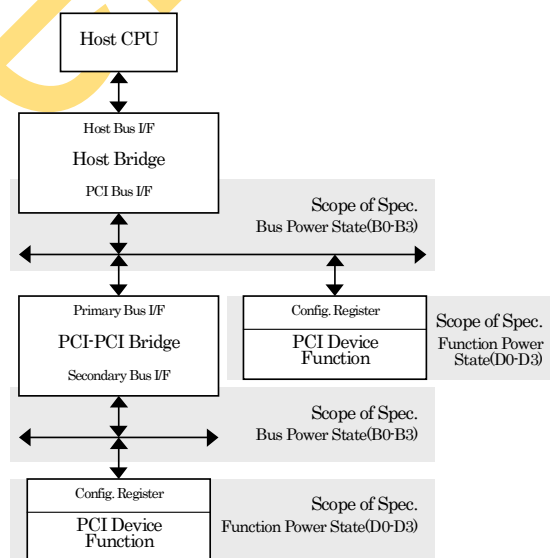 Host CPU
Host Bus I/F
Host Bridge
PCI Bus I/F
Scope of Spec.
Bus Power State(B0-B3)
Primary Bus I/F
PCI-PCI Bridge
Secondary Bus I/F
Config. Register
PCI Device
Function
Scope of Spec.
Function Power
State(D0-D3)
Scope of Spec.
Bus Power State(B0-B3)
Config. Register
PCI Device
Function
Scope of Spec.
Function Power State(D0-D3)